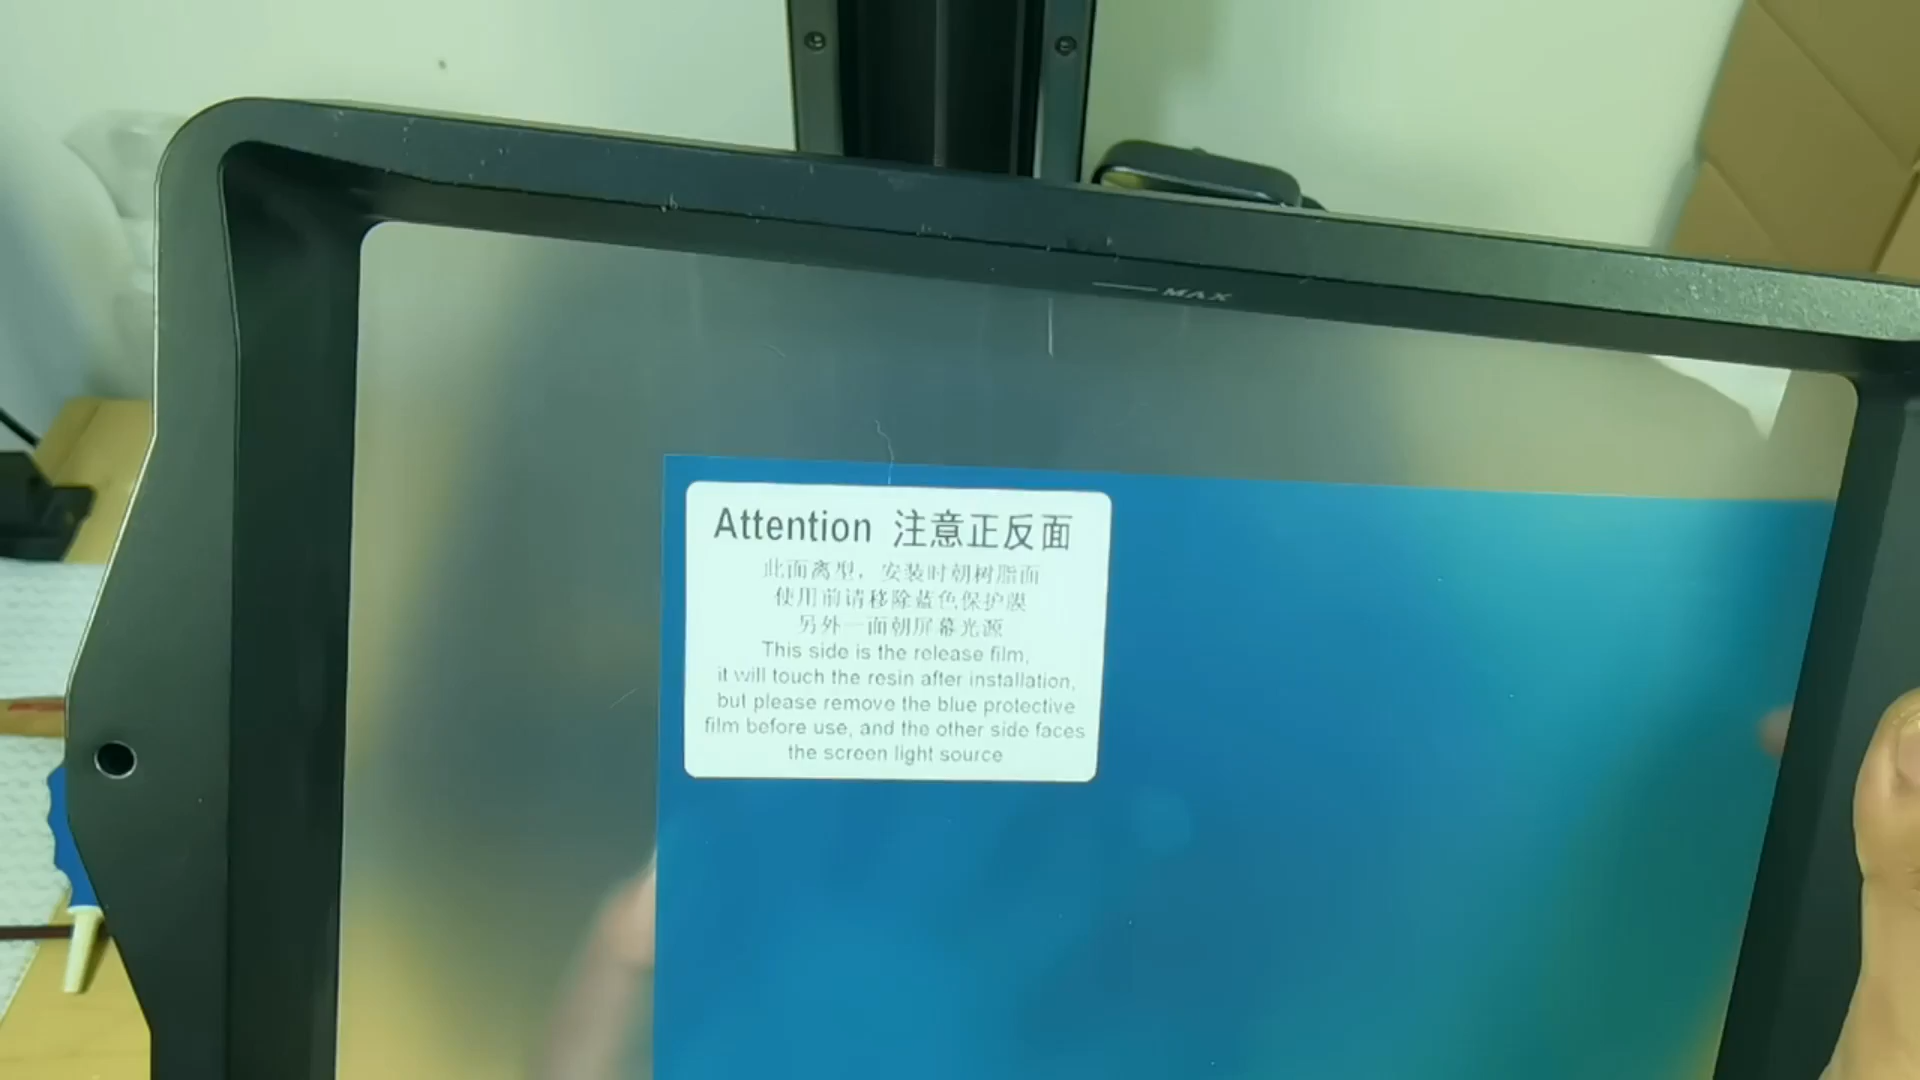 MAX
Attention 注意正反面
此面离型，安装时朝树脂面
使用前请移除蓝色保护膜
另外一面朝屏幕光源
This side is the release film,
it will touch the resin after installation,
but please remove the blue protective
film before use, and the other side faces
the screen light source